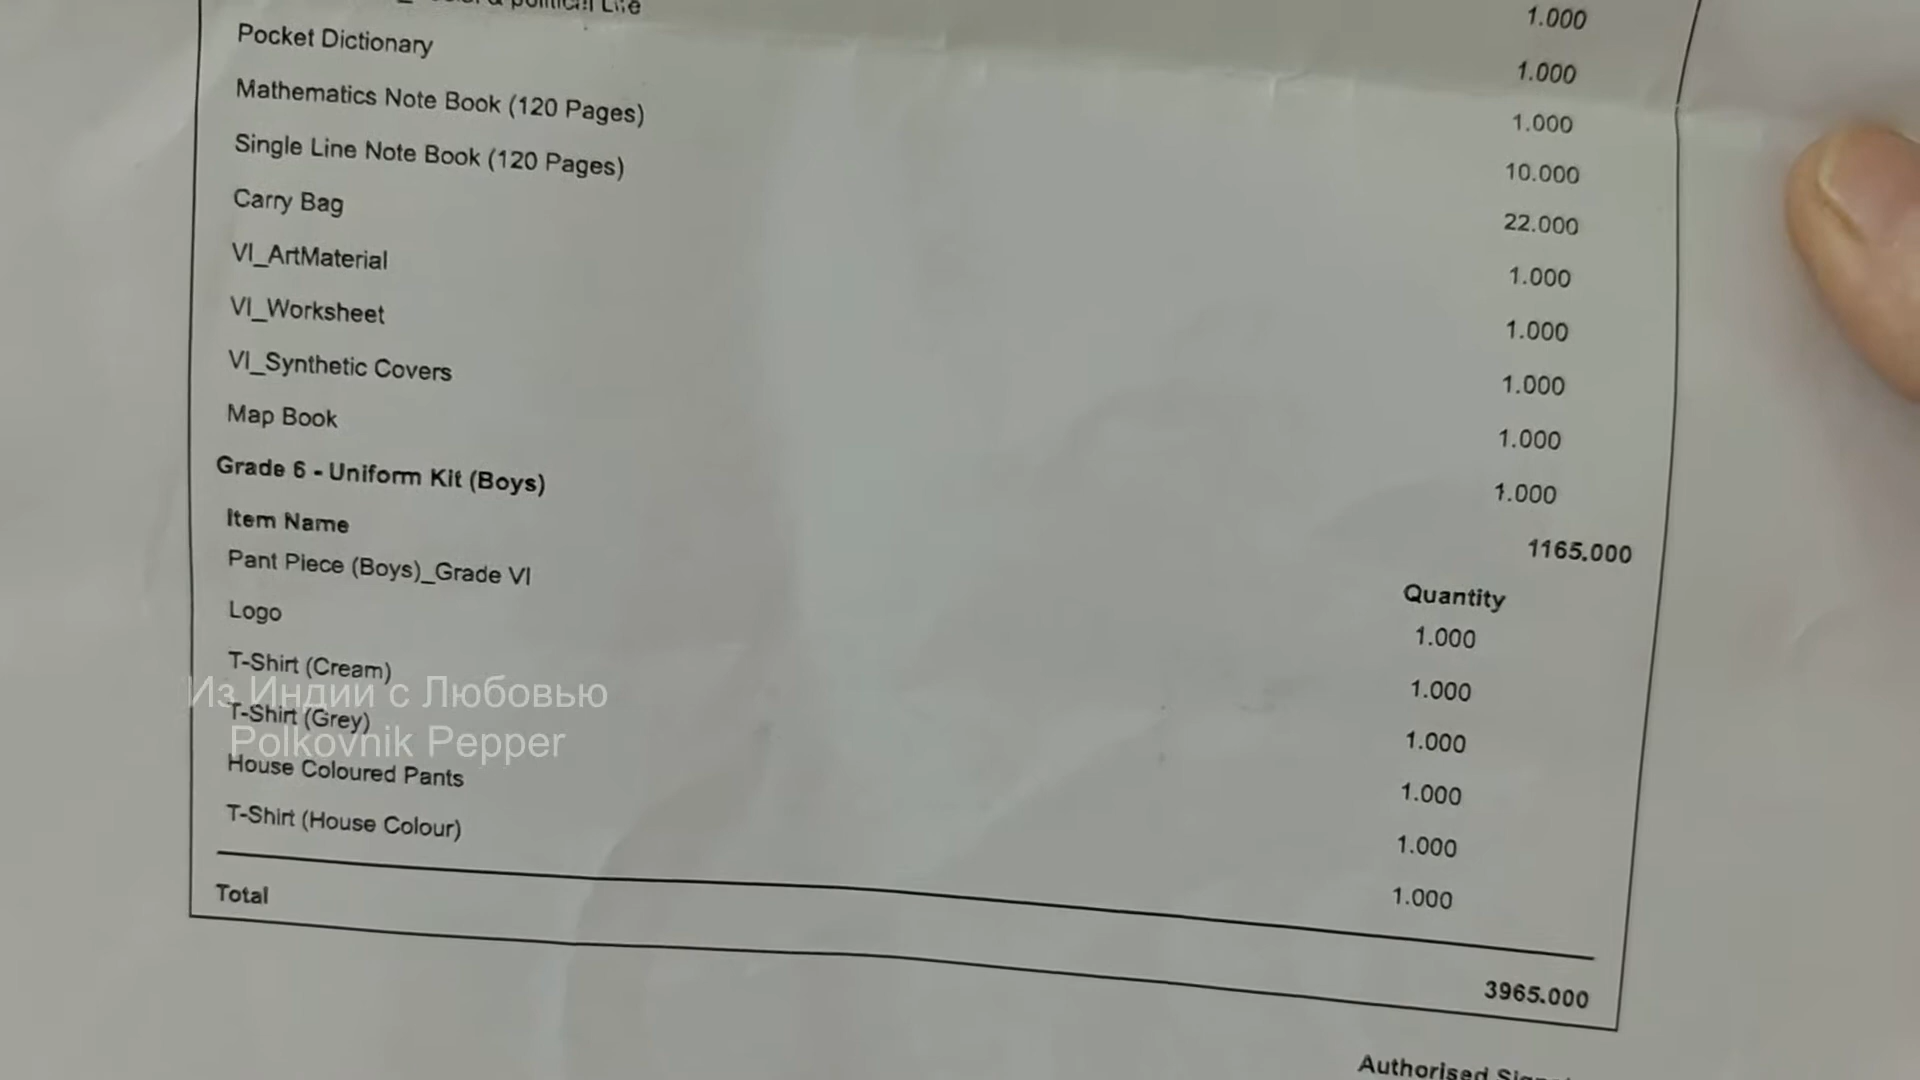 1.000
& political Life 1.000
Pocket Dictionary 1.000
Mathematics Note Book (120 Pages) 10.000
Single Line Note Book (120 Pages) 22.000
Carry Bag 1.000
VI_ArtMaterial 1.000
VI_Worksheet 1.000
VI_Synthetic Covers 1.000
Map Book 1.000
Grade 6 - Uniform Kit (Boys) 1165.000
Item Name Quantity
Pant Piece (Boys)_Grade VI 1.000
Logo 1.000
T-Shirt (Cream) 1.000
Из Индии с Любовью
T-Shirt (Grey) 1.000
Polkovnik Pepper
House Coloured Pants 1.000
T-Shirt (House Colour) 1.000
Total 3965.000
Authorised